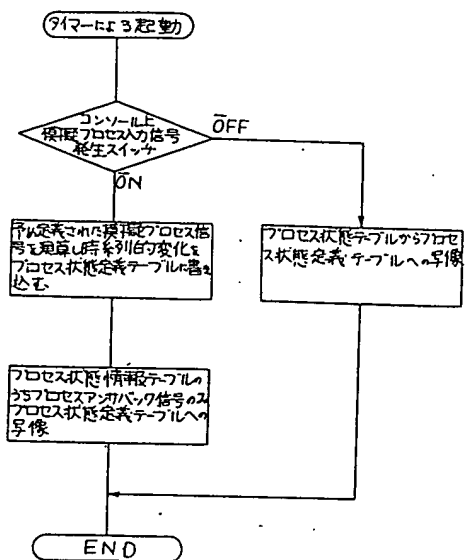 タイマーによる起動
コンソール上
模擬プロセス入力信号
発生スイッチ
OFF
ON
予め定義された模擬プロセス信
号を演算し時系列的変化を
プロセス状態定義テーブルに書き
込む。
プロセス状態テーブルからプロセ
ス状態定義テーブルへの写像
プロセス状態情報テーブルの
うちプロセスアンサバック信号のみ
プロセス状態定義テーブルへの
写像
END